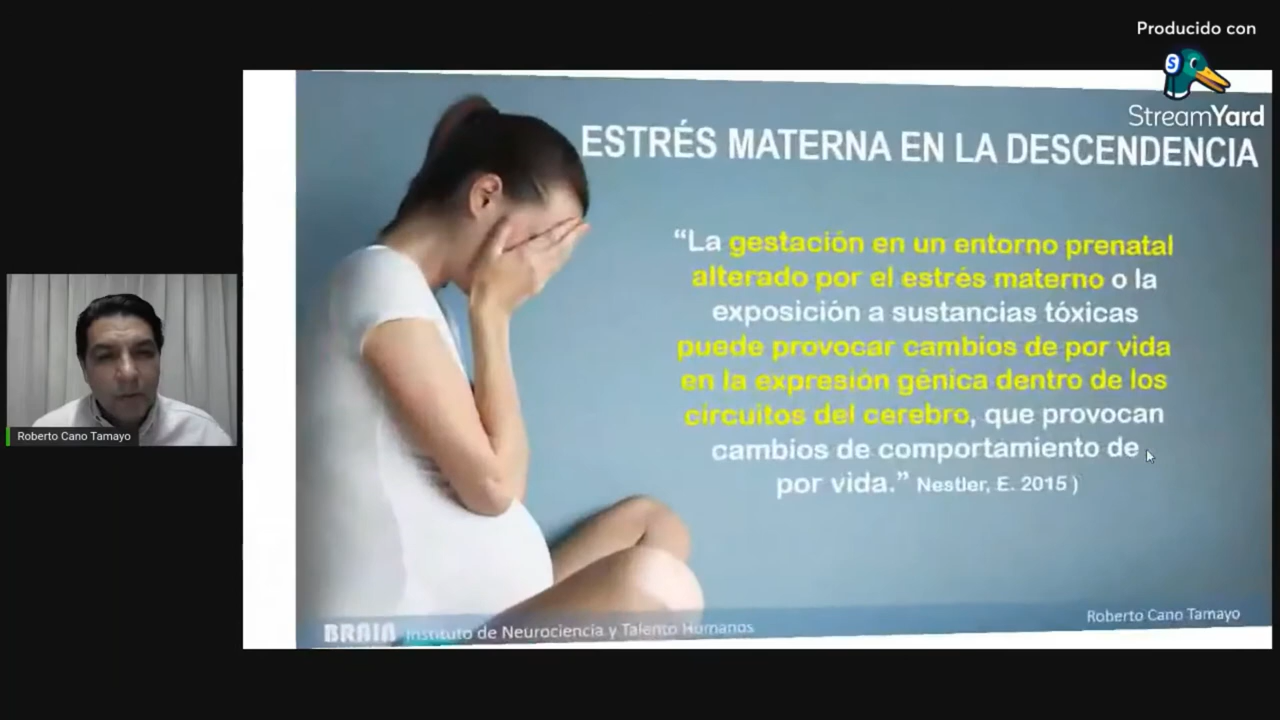 Producido con
StreamYard
ESTRÉS MATERNA EN LA DESCENDENCIA
“La gestación en un entorno prenatal
alterado por el estrés materno o la
exposición a sustancias tóxicas
puede provocar cambios de por vida
en la expresión génica dentro de los
circuitos del cerebro, que provocan
cambios de comportamiento de
por vida.” Nestler, E. 2015 )
Roberto Cano Tamayo
BRAIN Instituto de Neurociencia y Talento Humanos
Roberto Cano Tamayo